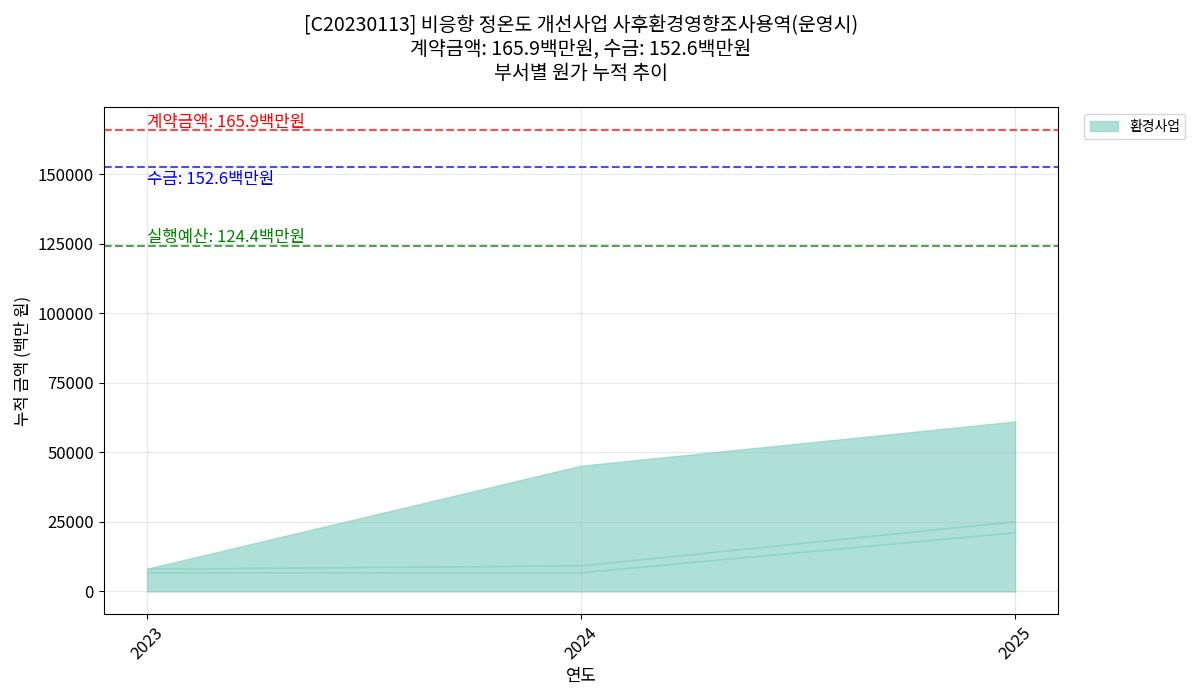 [C20230113] 비응항 정온도 개선사업 사후환경영향조사용역(운영시)
계약금액: 165.9백만원, 수금: 152.6백만원
부서별 원가 누적 추이
계약금액: 165.9백만원
환경사업
수금: 152.6백만원
실행예산: 124.4백만원
누적 금액 (백만 원)
150000
125000
100000
75000
50000
25000
0
2023
2024
2025
연도